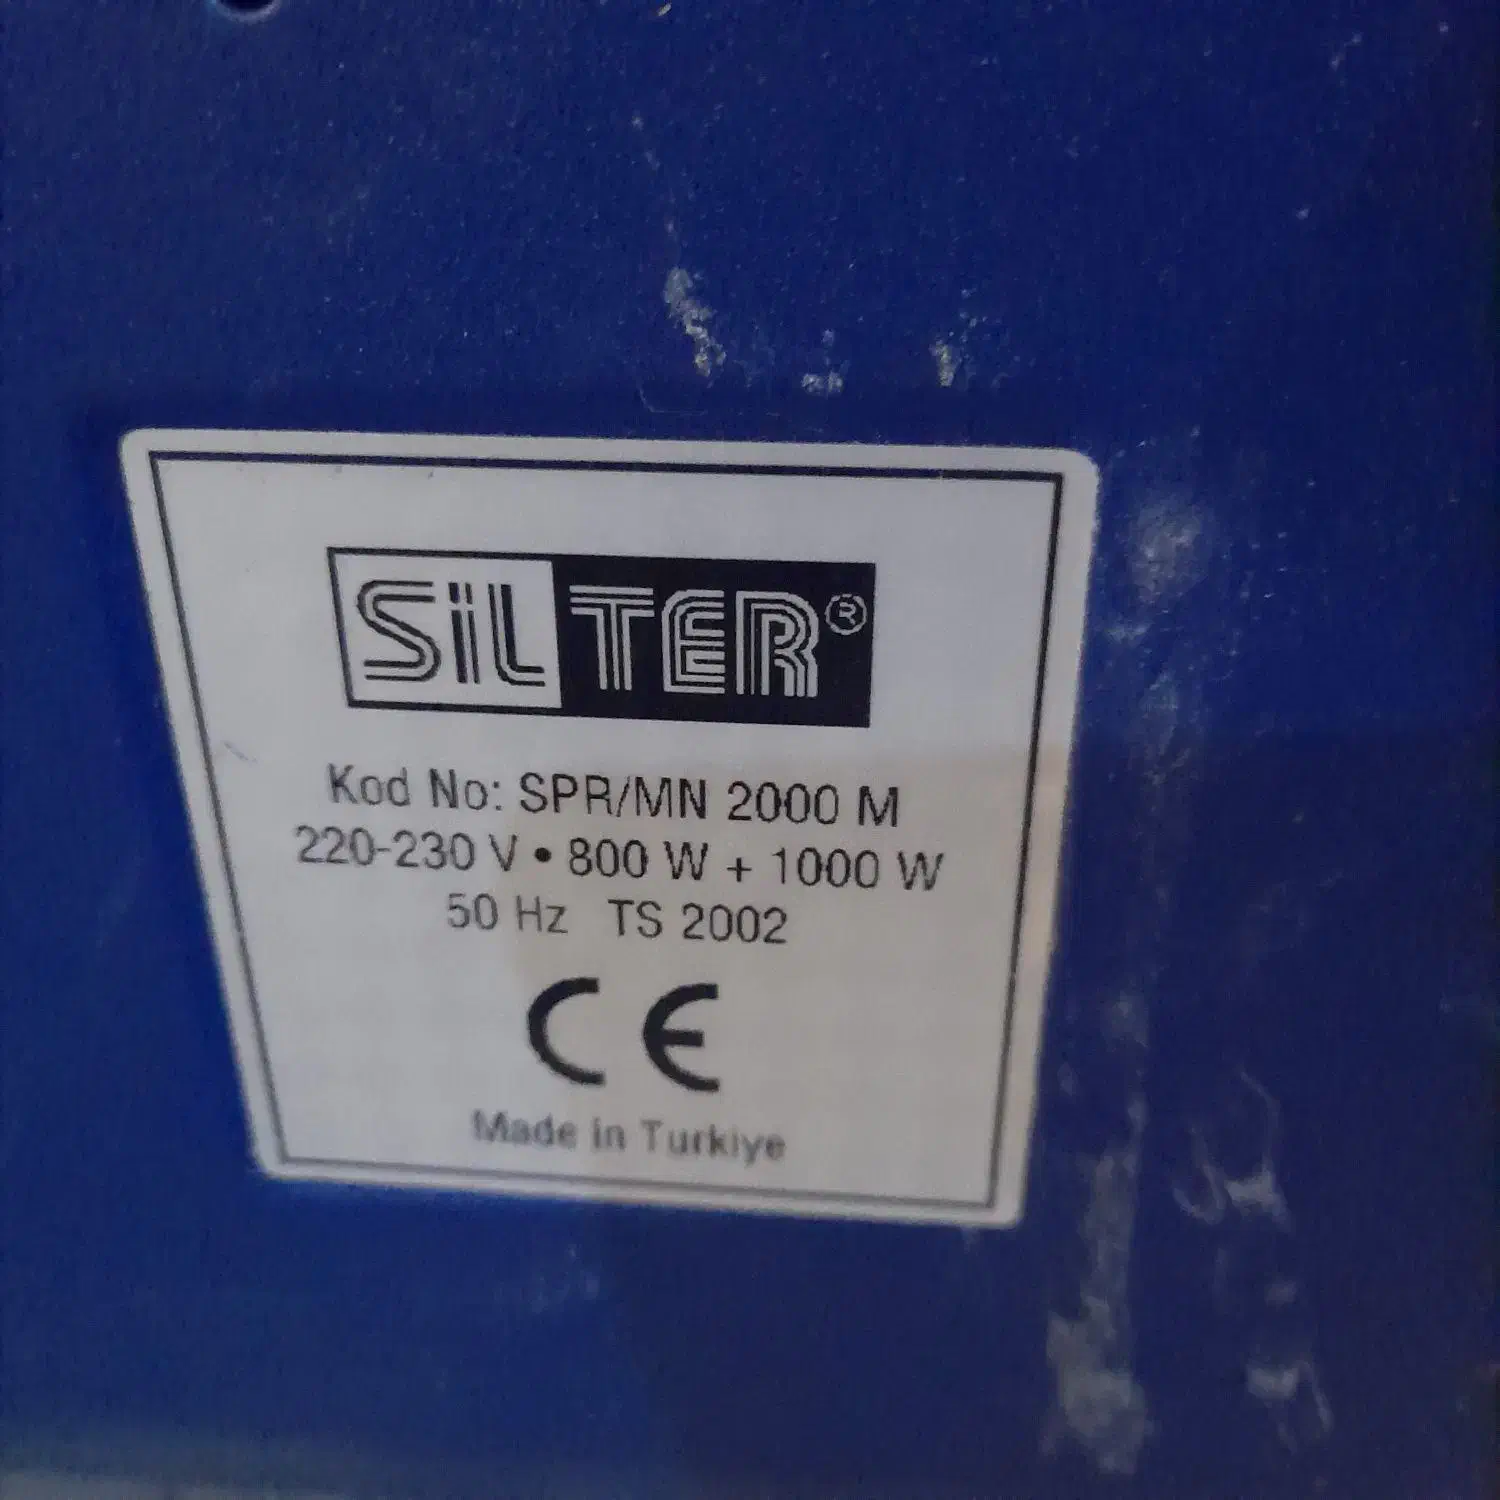 SiLTER®
Kod No: SPR/MN 2000 M
220-230 V • 800 W + 1000 W
50 Hz TS 2002
CE
Made in Turkiye